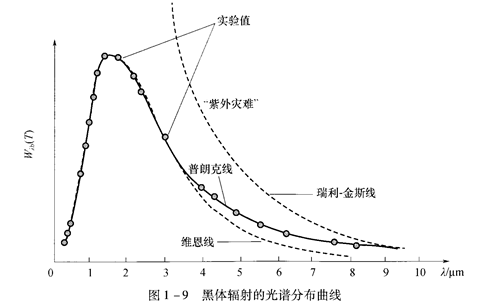 实验值
"紫外灾难"
W_λb(T)
普朗克线
瑞利-金斯线
维恩线
0 1 2 3 4 5 6 7 8 9 10 λ/μm
图 1-9 黑体辐射的光谱分布曲线